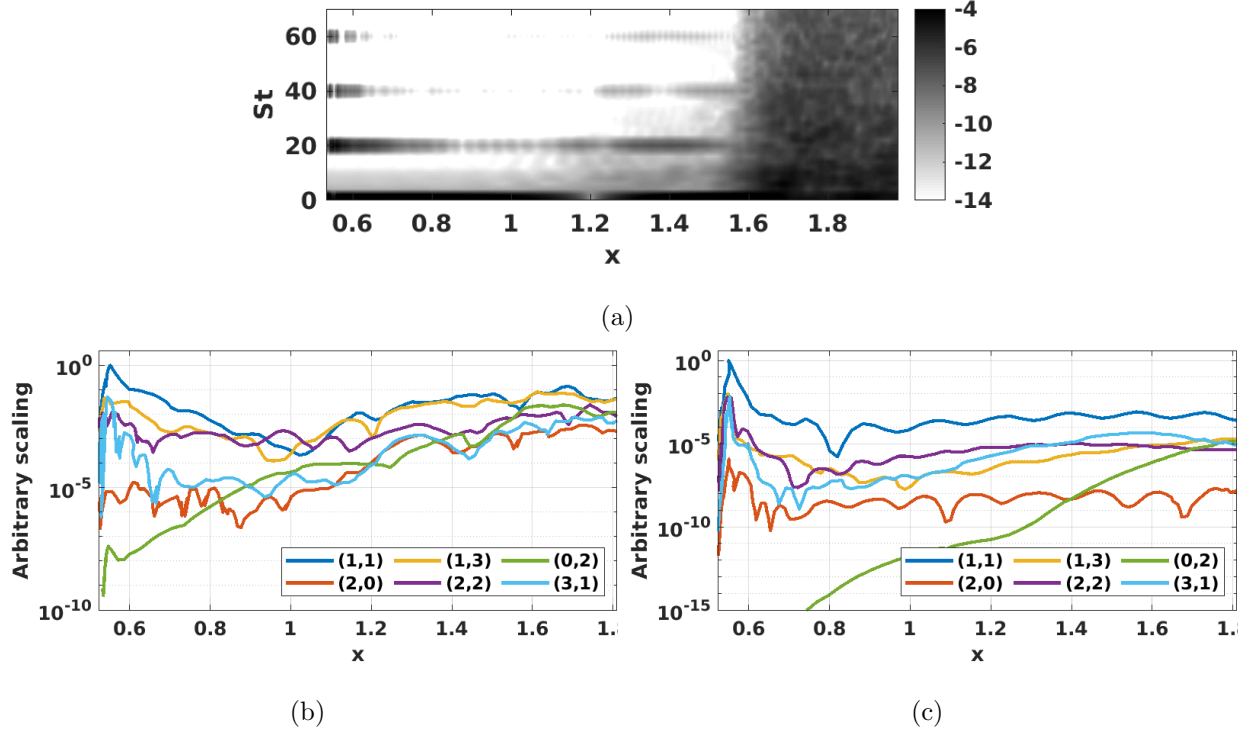 60
40
20
0
St
0.6 0.8 1 1.2 1.4 1.6 1.8
x
-4
-6
-8
-10
-12
-14
(a)
10^0
10^-5
10^-10
Arbitrary scaling
0.6 0.8 1 1.2 1.4 1.6 1.8
x
(1,1) (1,3) (0,2)
(2,0) (2,2) (3,1)
(b)
10^0
10^-5
10^-10
10^-15
Arbitrary scaling
0.6 0.8 1 1.2 1.4 1.6 1.8
x
(1,1) (1,3) (0,2)
(2,0) (2,2) (3,1)
(c)